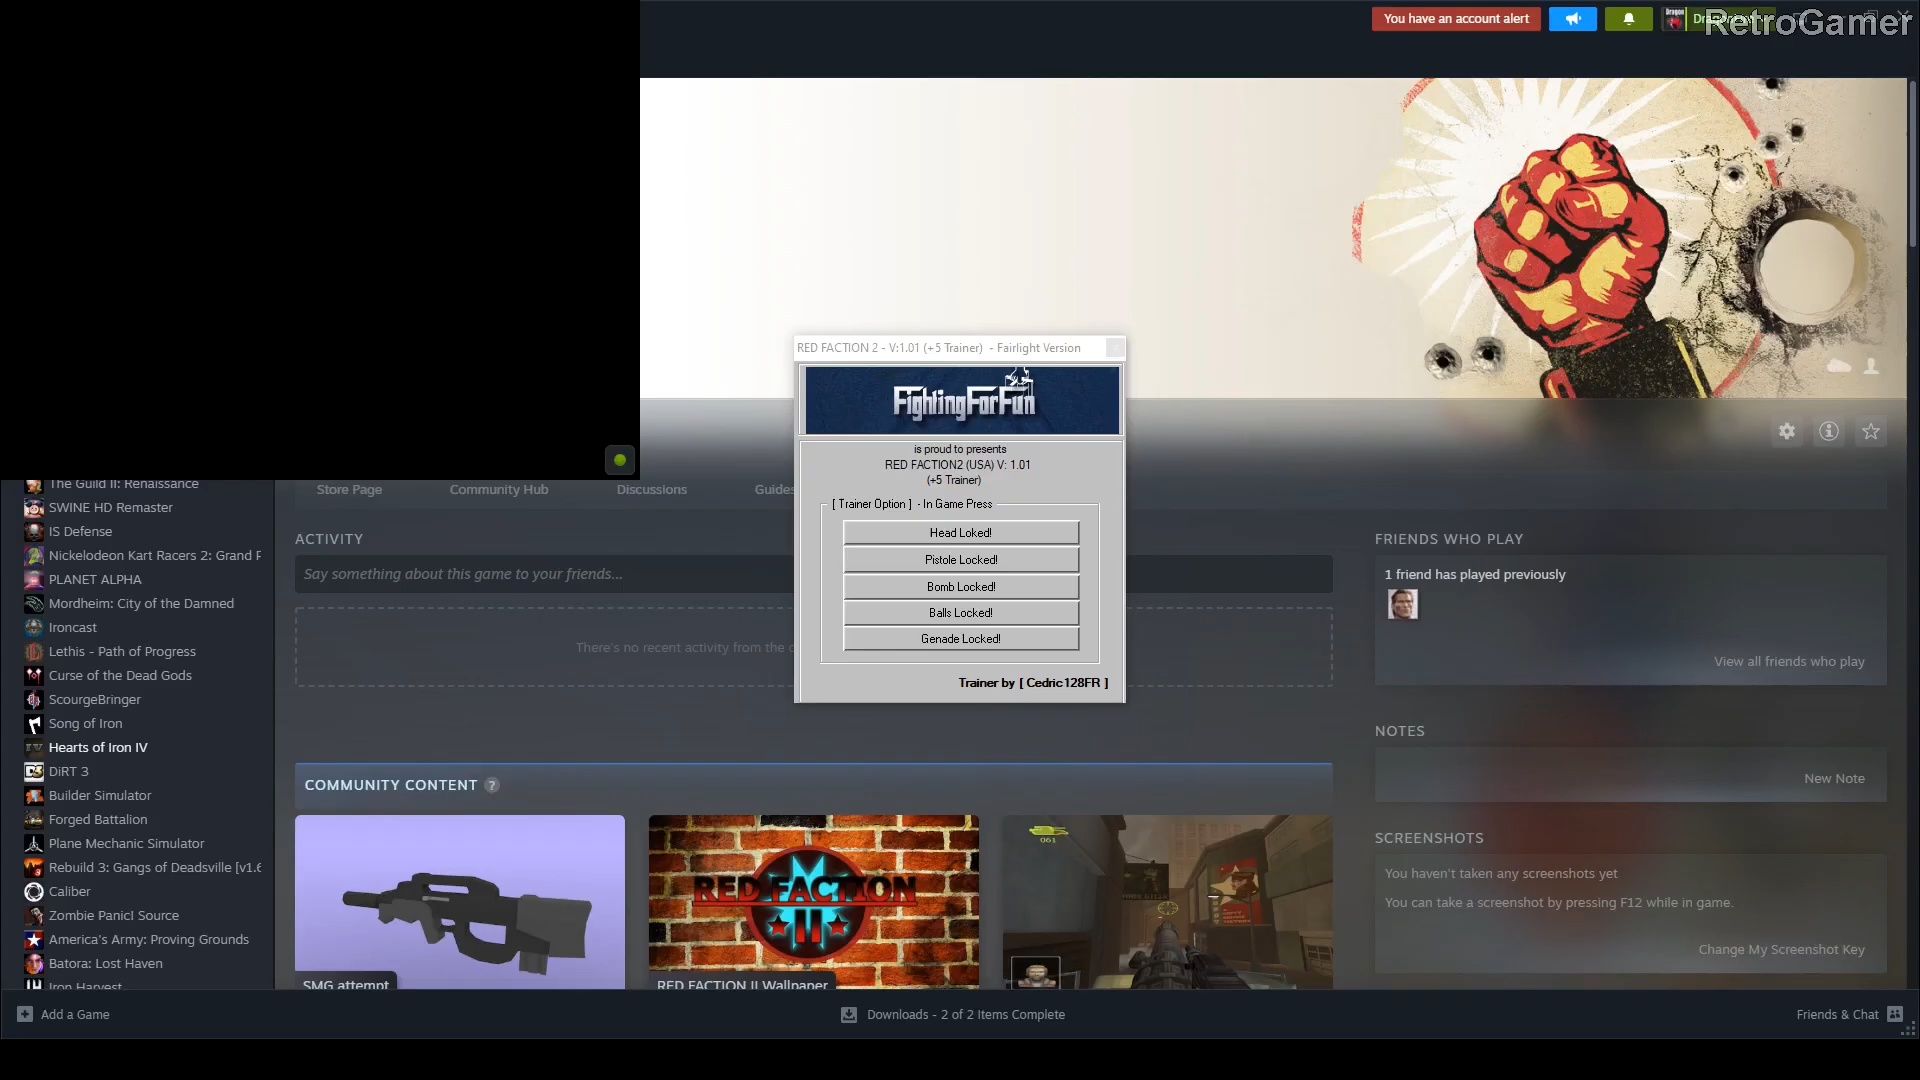 You have an account alert
RetroGamer
RED FACTION 2 - V:1.01 (+5 Trainer) - Fairlight Version
FightingForFun
is proud to presents
RED FACTION2 (USA) V: 1.01
(+5 Trainer)
[ Trainer Option ] - In Game Press
Head Loked!
Pistole Locked!
Bomb Locked!
Balls Locked!
Genade Locked!
Trainer by [ Cedric128FR ]
The Guild II: Renaissance
SWINE HD Remaster
IS Defense
Nickelodeon Kart Racers 2: Grand P
PLANET ALPHA
Mordheim: City of the Damned
Ironcast
Lethis - Path of Progress
Curse of the Dead Gods
ScourgeBringer
Song of Iron
Hearts of Iron IV
DiRT 3
Builder Simulator
Forged Battalion
Plane Mechanic Simulator
Rebuild 3: Gangs of Deadsville [v1.6
Caliber
Zombie Panic! Source
America's Army: Proving Grounds
Batora: Lost Haven
Iron Harvest
Store Page
Community Hub
Discussions
Guides
ACTIVITY
Say something about this game to your friends...
There's no recent activity from the
COMMUNITY CONTENT ?
SMG attempt
RED FACTION II
RED FACTION II Wallpaper
061
FRIENDS WHO PLAY
1 friend has played previously
View all friends who play
NOTES
New Note
SCREENSHOTS
You haven't taken any screenshots yet
You can take a screenshot by pressing F12 while in game.
Change My Screenshot Key
Add a Game
Downloads - 2 of 2 Items Complete
Friends & Chat